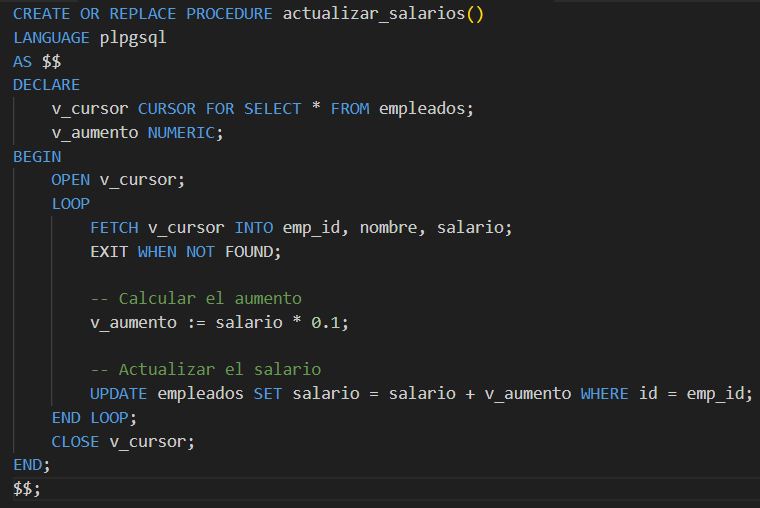 CREATE OR REPLACE PROCEDURE actualizar_salarios()
LANGUAGE plpgsql
AS $$
DECLARE
    v_cursor CURSOR FOR SELECT * FROM empleados;
    v_aumento NUMERIC;
BEGIN
    OPEN v_cursor;
    LOOP
        FETCH v_cursor INTO emp_id, nombre, salario;
        EXIT WHEN NOT FOUND;

        -- Calcular el aumento
        v_aumento := salario * 0.1;

        -- Actualizar el salario
        UPDATE empleados SET salario = salario + v_aumento WHERE id = emp_id;
    END LOOP;
    CLOSE v_cursor;
END;
$$;